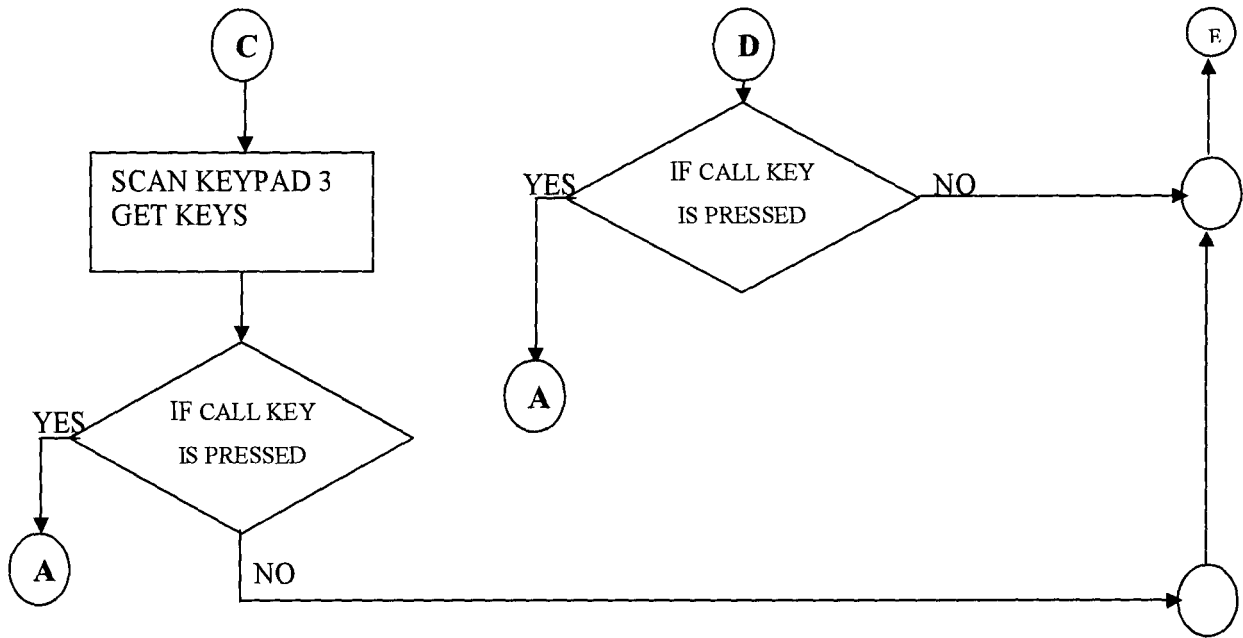 C
SCAN KEYPAD 3
GET KEYS
IF CALL KEY
IS PRESSED
YES
A
NO
D
IF CALL KEY
IS PRESSED
YES
NO
A
E